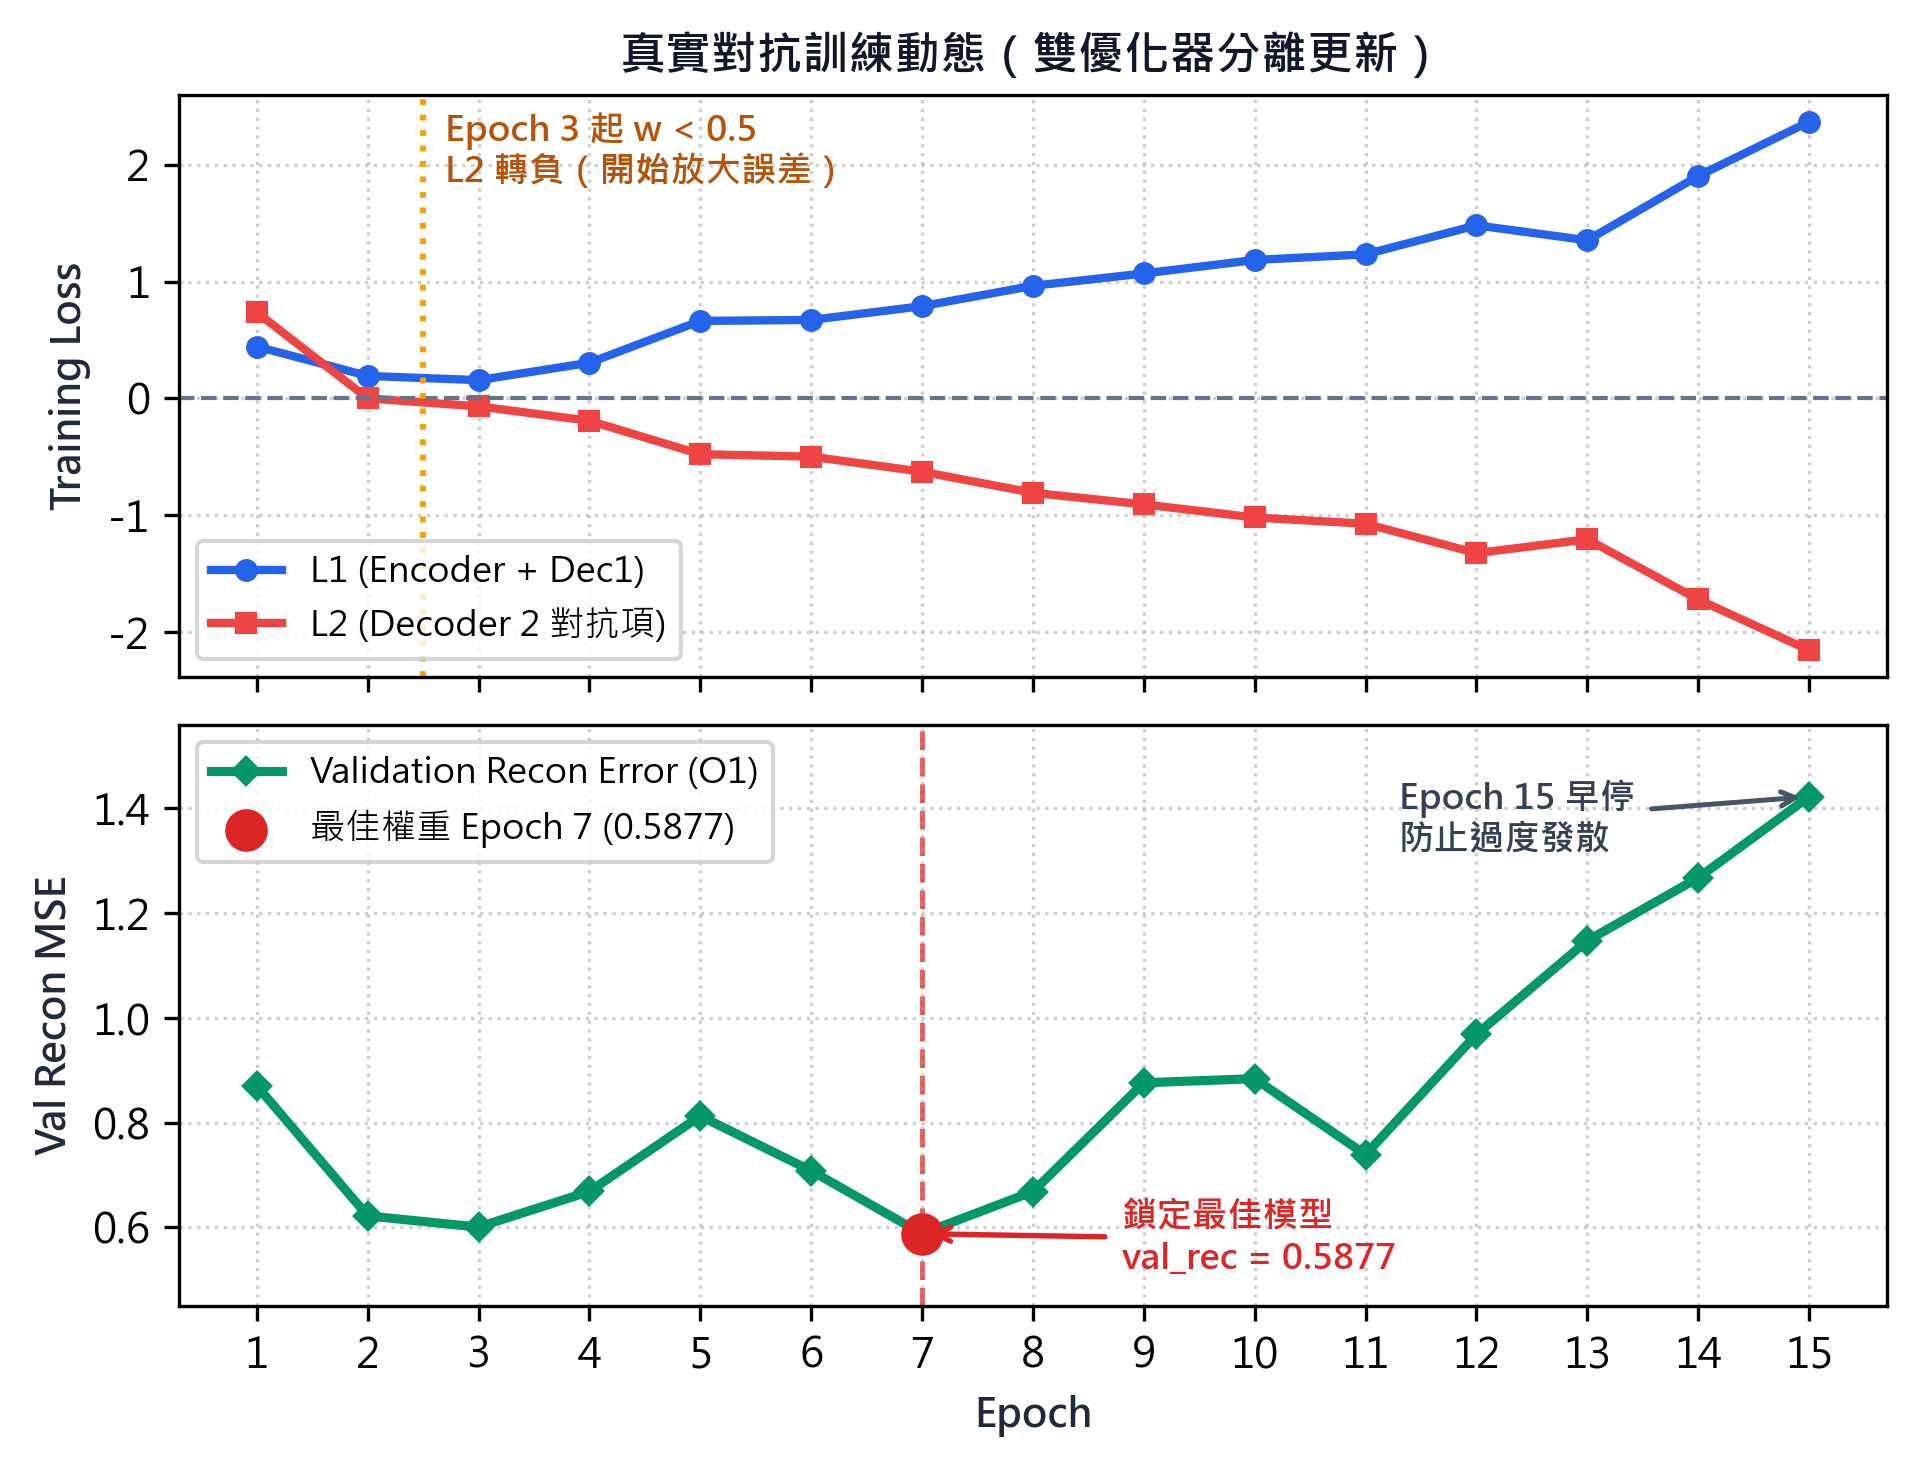 真實對抗訓練動態（雙優化器分離更新）
Epoch 3 起 w < 0.5
L2 轉負（開始放大誤差）
Training Loss
2
1
0
-1
-2
L1 (Encoder + Dec1)
L2 (Decoder 2 對抗項)
Validation Recon Error (O1)
最佳權重 Epoch 7 (0.5877)
Epoch 15 早停
防止過度發散
Val Recon MSE
1.4
1.2
1.0
0.8
0.6
鎖定最佳模型
val_rec = 0.5877
1 2 3 4 5 6 7 8 9 10 11 12 13 14 15
Epoch